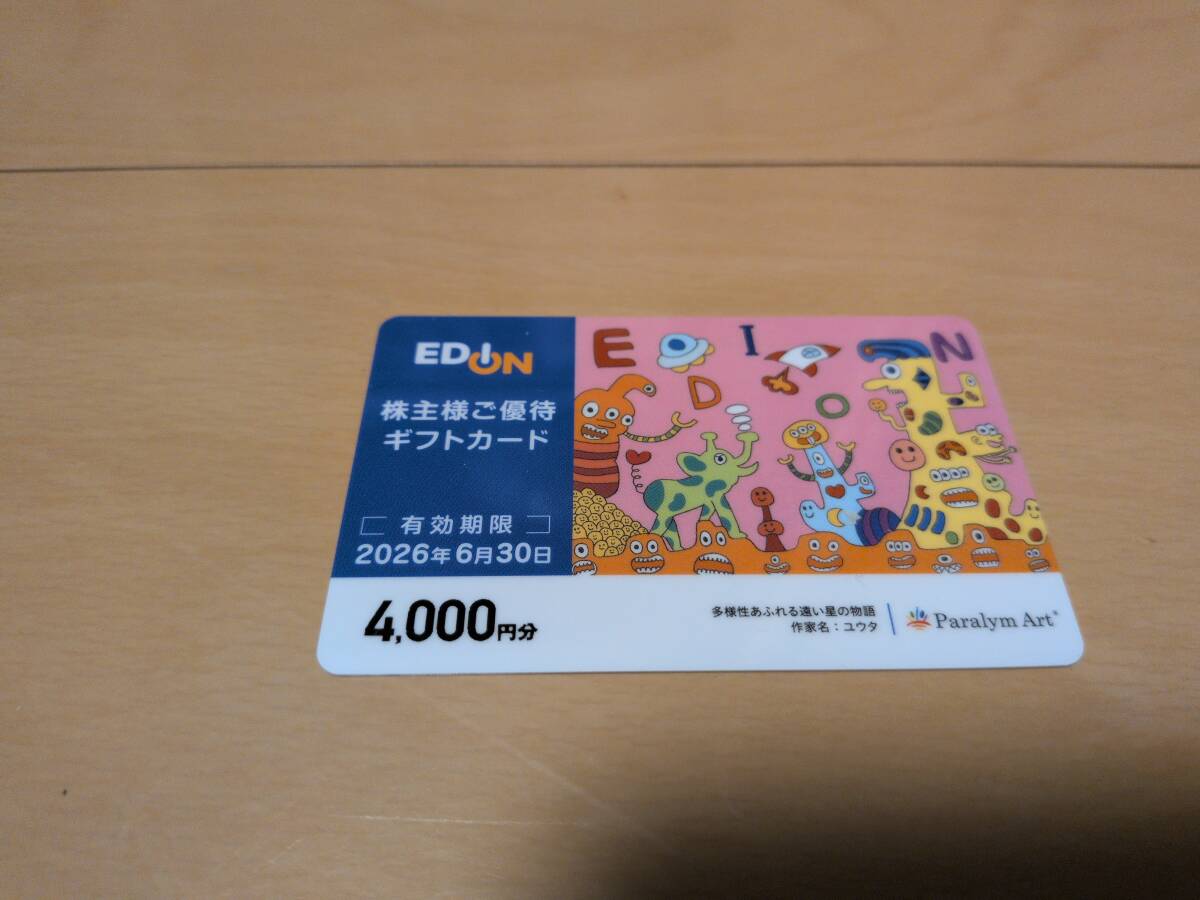 EDION
株主様ご優待
ギフトカード
有効期限
2026年6月30日
4,000円分
E D I O N
多様性あふれる遠い星の物語
作家名：ユウタ
Paralym Art®